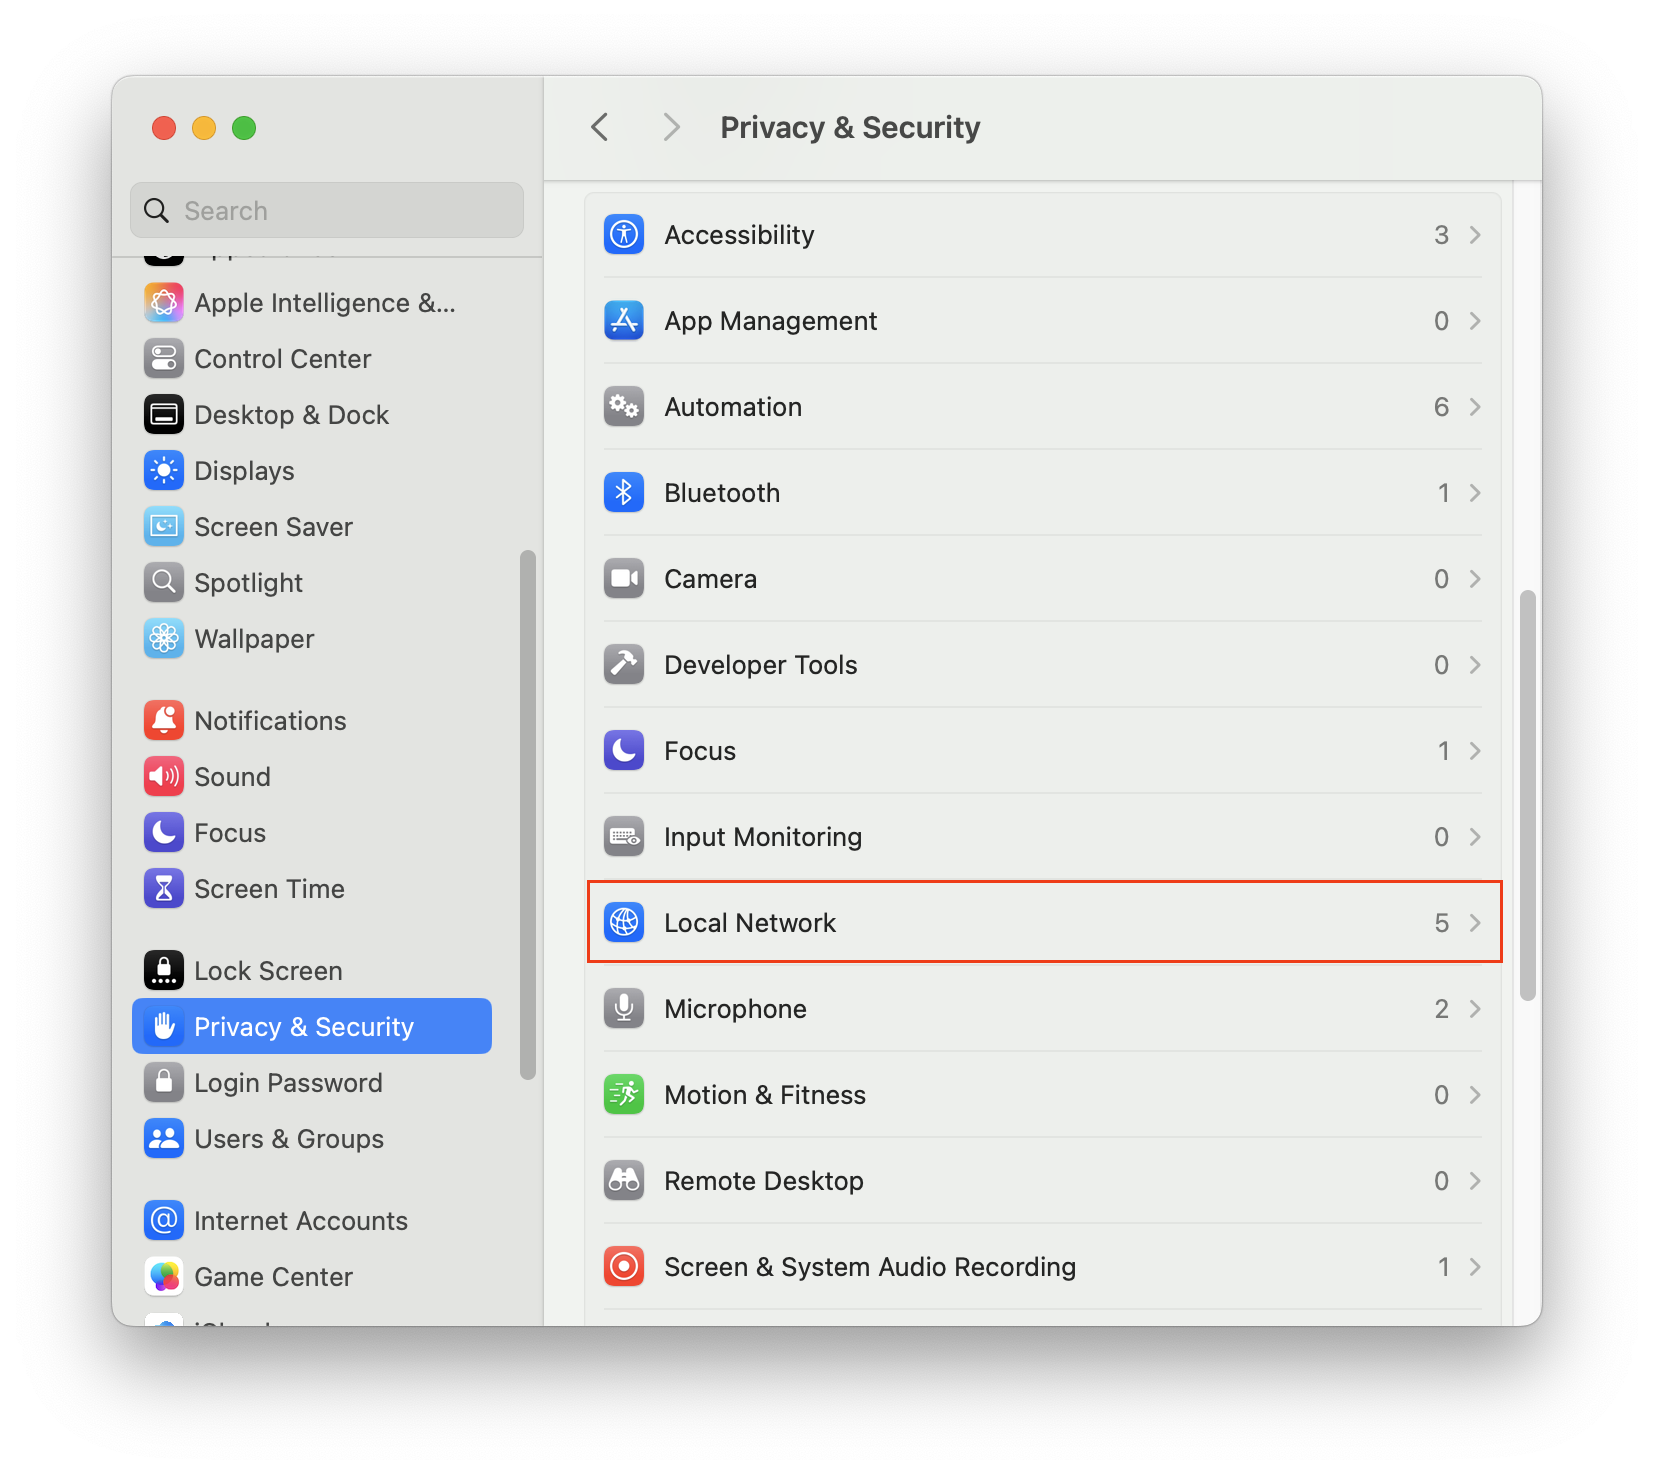 Privacy & Security
Search
Apple Intelligence &...
Control Center
Desktop & Dock
Displays
Screen Saver
Spotlight
Wallpaper
Notifications
Sound
Focus
Screen Time
Lock Screen
Privacy & Security
Login Password
Users & Groups
Internet Accounts
Game Center
Accessibility 3
App Management 0
Automation 6
Bluetooth 1
Camera 0
Developer Tools 0
Focus 1
Input Monitoring 0
Local Network 5
Microphone 2
Motion & Fitness 0
Remote Desktop 0
Screen & System Audio Recording 1